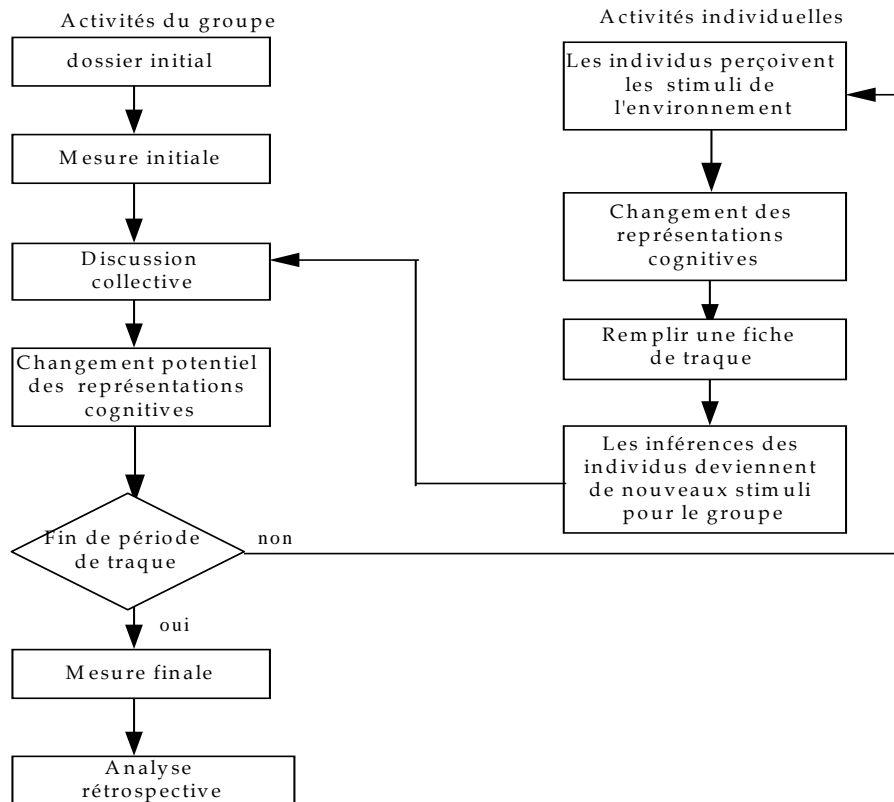 Activités du groupe
dossier initial
Mesure initiale
Discussion
collective
Changement potentiel
des représentations
cognitives
Fin de période
de traque
non
oui
Mesure finale
Analyse
rétrospective
Activités individuelles
Les individus perçoivent
les stimuli de
l'environnement
Changement des
représentations
cognitives
Remplir une fiche
de traque
Les inférences des
individus deviennent
de nouveaux stimuli
pour le groupe